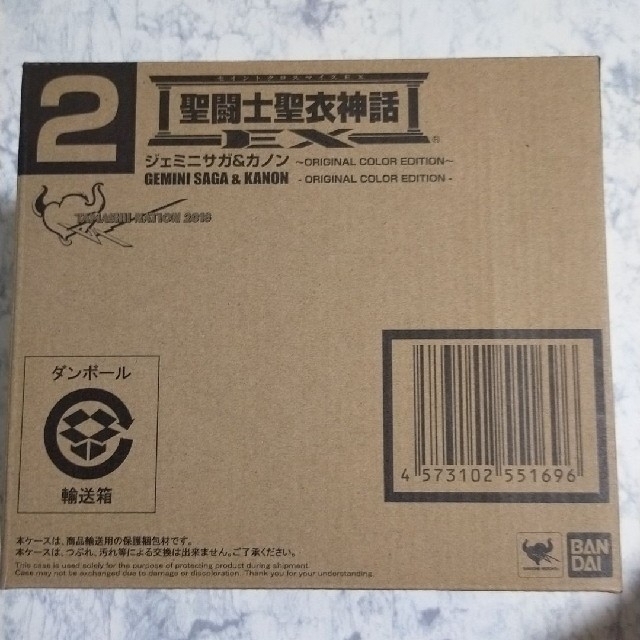 2
セイントクロスマイスEX
聖闘士聖衣神話
EX®
ジェミニサガ&カノン ～ORIGINAL COLOR EDITION～
GEMINI SAGA & KANON - ORIGINAL COLOR EDITION -
TAMASHII NATION 2018
ダンボール
輸送箱
4 573102 551696
本ケースは、商品輸送用の保護梱包材です。
本ケースは、つぶれ、汚れ等による交換は出来ません。ご了承ください。
This case is used solely for the purpose of protecting product during shipment.
Case may not be exchanged due to damage or discoloration. Thank you for your understanding.
BAN
DAI